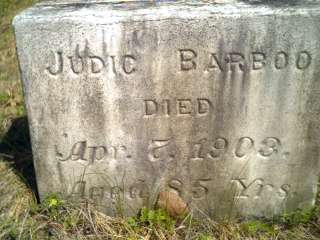 JUDIC BARBOO
DIED
Apr. 7. 1903.
Aged 85 Yrs.